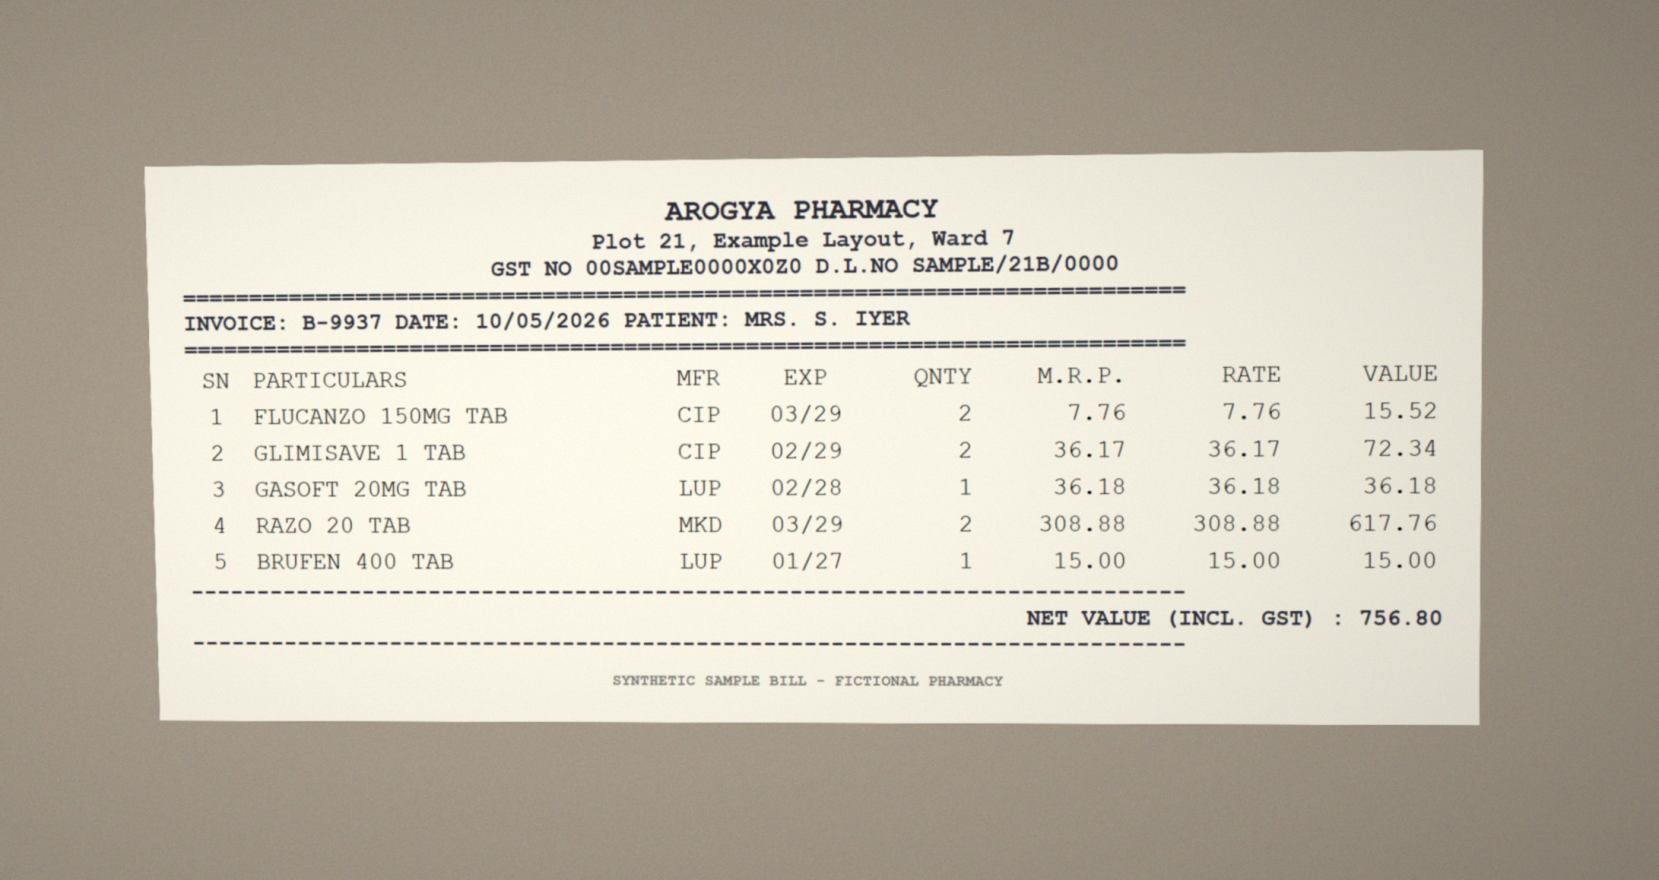 AROGYA PHARMACY
Plot 21, Example Layout, Ward 7
GST NO 00SAMPLE0000X0Z0 D.L.NO SAMPLE/21B/0000
INVOICE: B-9937 DATE: 10/05/2026 PATIENT: MRS. S. IYER
SN PARTICULARS MFR EXP QNTY M.R.P. RATE VALUE
1 FLUCANZO 150MG TAB CIP 03/29 2 7.76 7.76 15.52
2 GLIMISAVE 1 TAB CIP 02/29 2 36.17 36.17 72.34
3 GASOFT 20MG TAB LUP 02/28 1 36.18 36.18 36.18
4 RAZO 20 TAB MKD 03/29 2 308.88 308.88 617.76
5 BRUFEN 400 TAB LUP 01/27 1 15.00 15.00 15.00
NET VALUE (INCL. GST) : 756.80
SYNTHETIC SAMPLE BILL - FICTIONAL PHARMACY